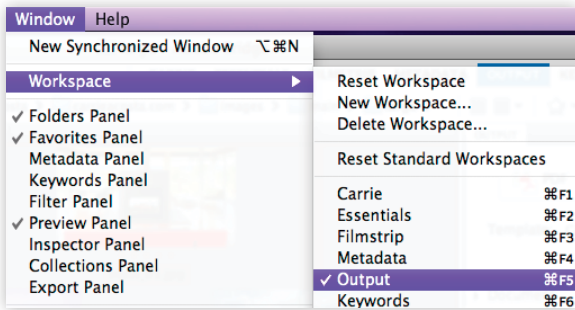 Window Help
New Synchronized Window ⌥⌘N
Workspace ▶
✓ Folders Panel
✓ Favorites Panel
Metadata Panel
Keywords Panel
Filter Panel
✓ Preview Panel
Inspector Panel
Collections Panel
Export Panel
Reset Workspace
New Workspace...
Delete Workspace...
Reset Standard Workspaces
Carrie ⌘F1
Essentials ⌘F2
Filmstrip ⌘F3
Metadata ⌘F4
✓ Output ⌘F5
Keywords ⌘F6